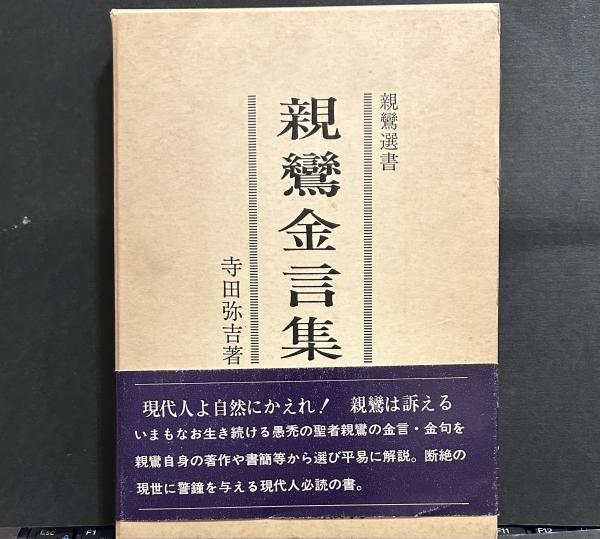 親鸞選書
親鸞金言集
寺田弥吉著
現代人よ自然にかえれ! 親鸞は訴える
いまもなお生き続ける愚禿の聖者親鸞の金言・金句を
親鸞自身の著作や書簡等から選び平易に解説。断絶の
現世に警鐘を与える現代人必読の書。
Esc
F1
F11
F12